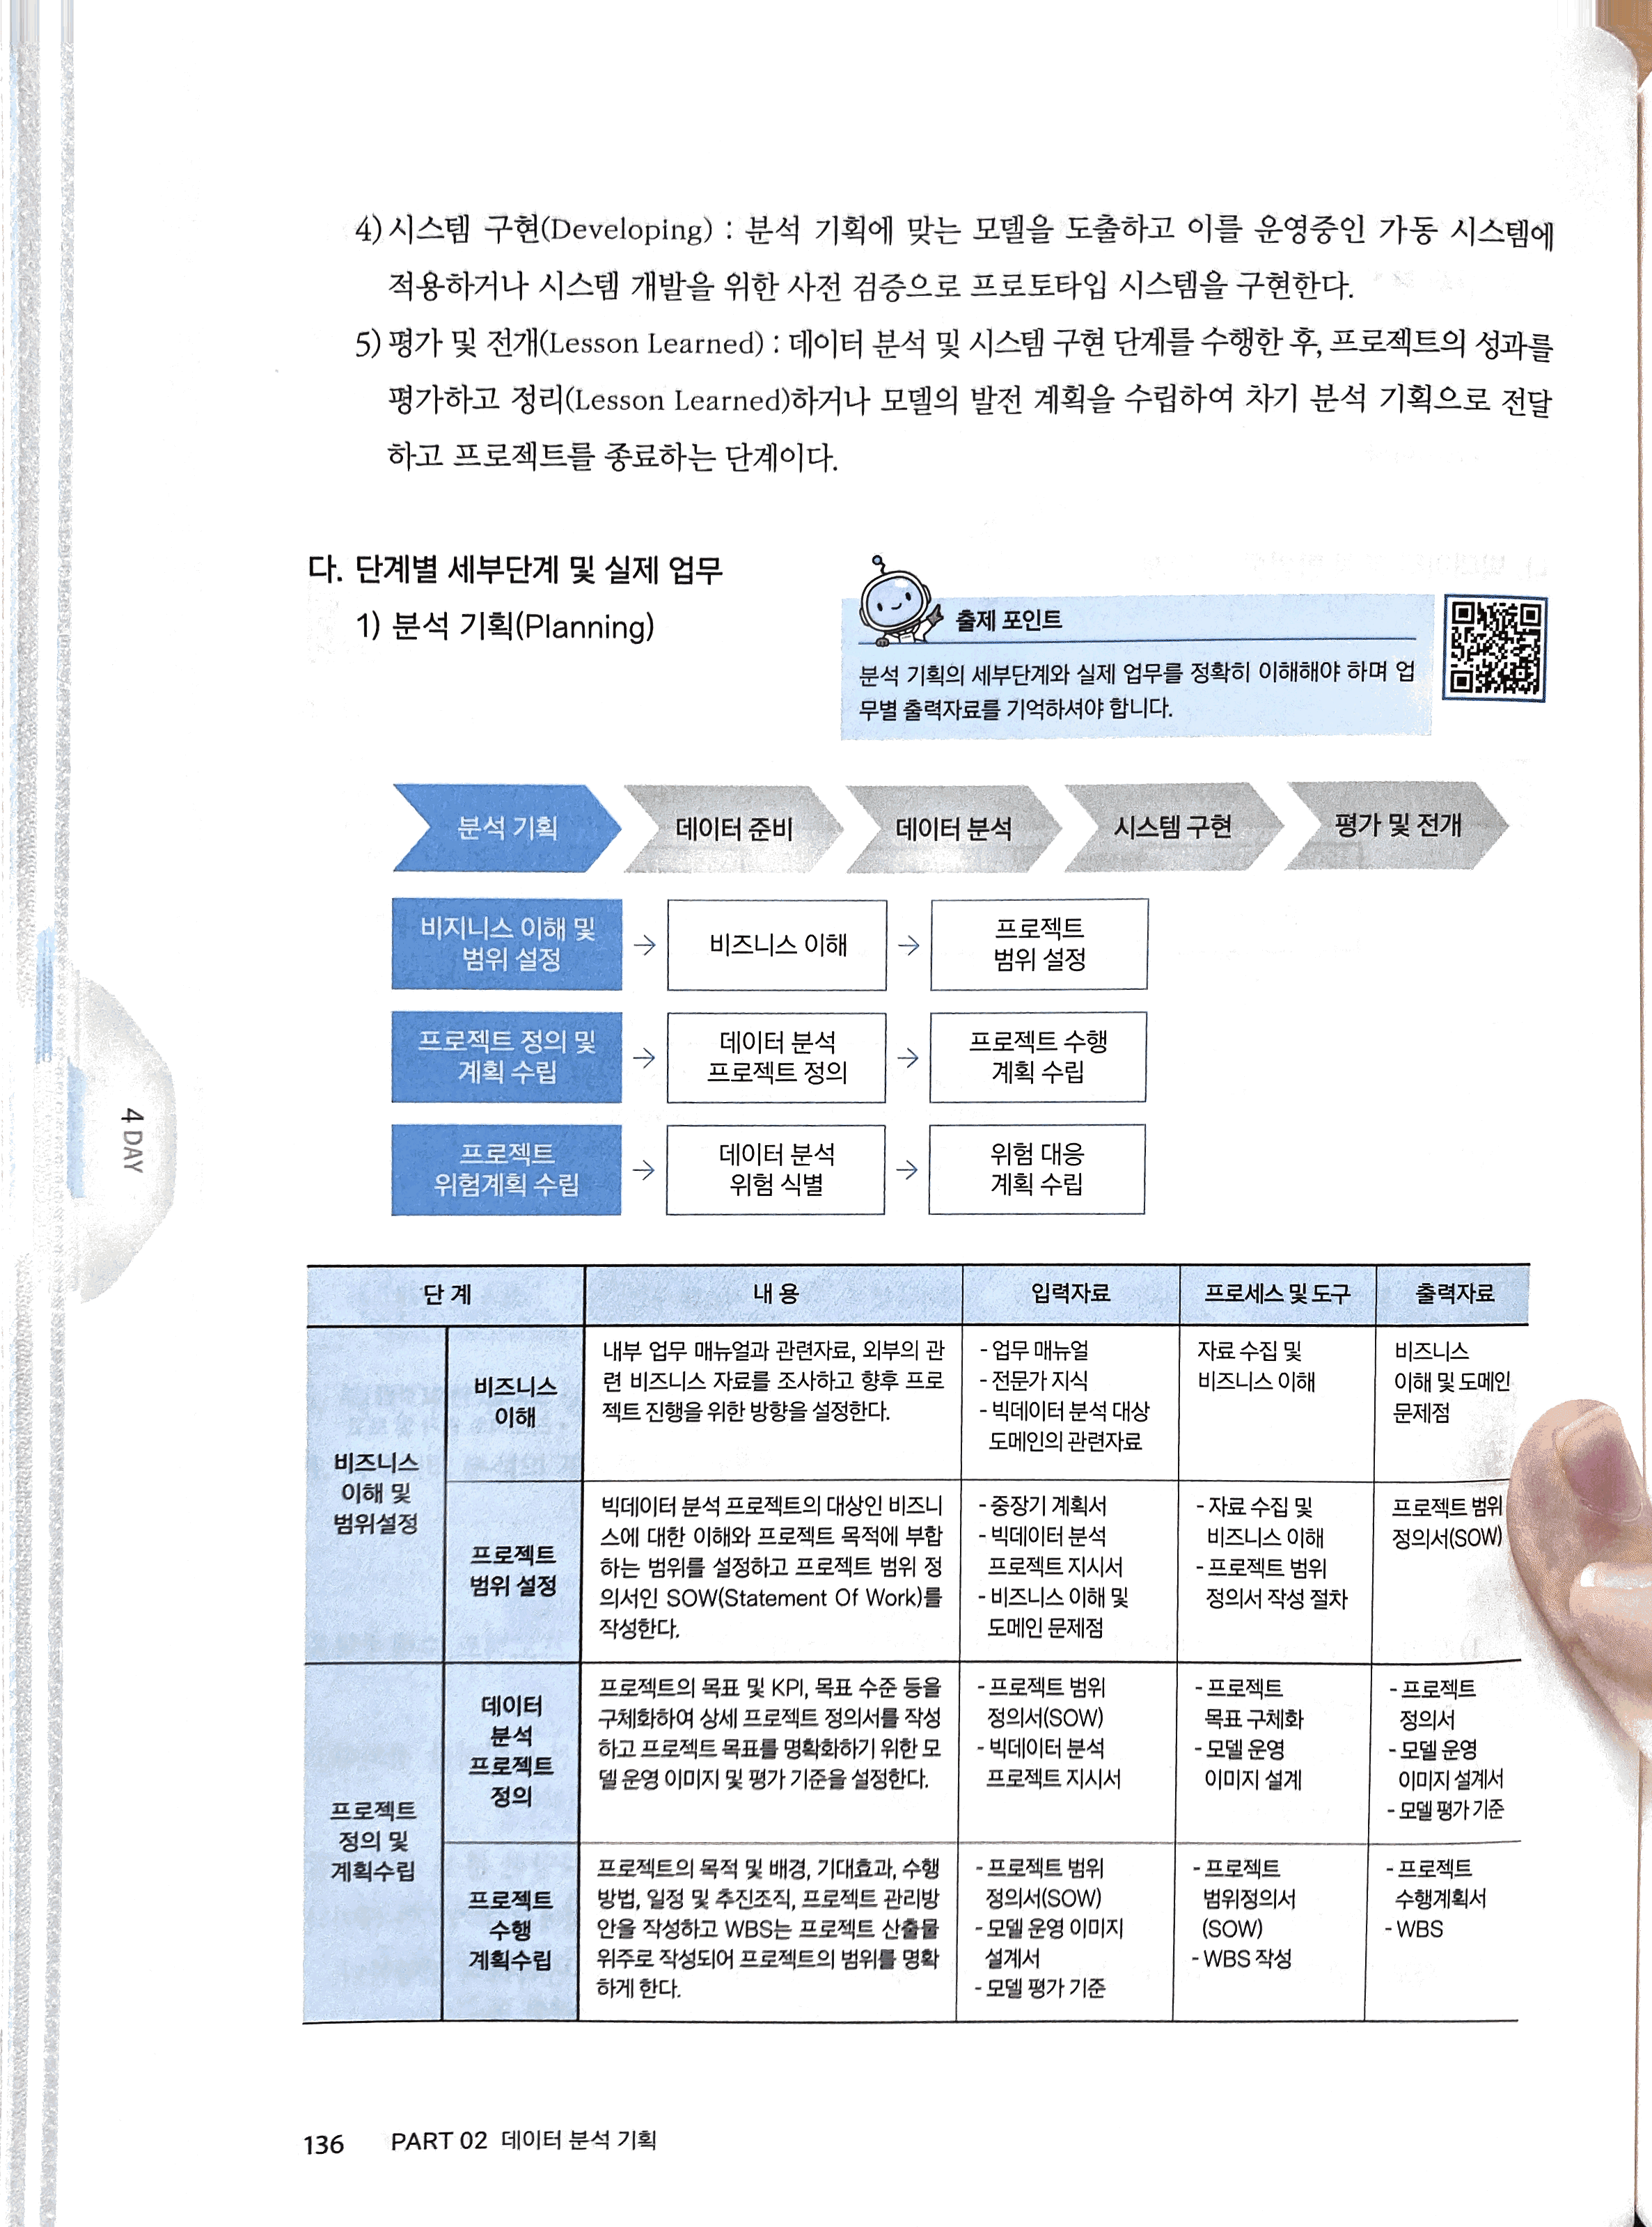 4) 시스템 구현(Developing) : 분석 기획에 맞는 모델을 도출하고 이를 운영중인 가동 시스템에
적용하거나 시스템 개발을 위한 사전 검증으로 프로토타입 시스템을 구현한다.
5) 평가 및 전개(Lesson Learned) : 데이터 분석 및 시스템 구현 단계를 수행한 후, 프로젝트의 성과를
평가하고 정리(Lesson Learned)하거나 모델의 발전 계획을 수립하여 차기 분석 기획으로 전달
하고 프로젝트를 종료하는 단계이다.
다. 단계별 세부단계 및 실제 업무
1) 분석 기획(Planning)
출제 포인트
분석 기획의 세부단계와 실제 업무를 정확히 이해해야 하며 업
무별 출력자료를 기억하셔야 합니다.
분석 기획
데이터 준비
데이터 분석
시스템 구현
평가 및 전개
비지니스 이해 및
범위 설정
비즈니스 이해
프로젝트
범위 설정
프로젝트 정의 및
계획 수립
데이터 분석
프로젝트 정의
프로젝트 수행
계획 수립
프로젝트
위험계획 수립
데이터 분석
위험 식별
위험 대응
계획 수립
4 DAY
단 계
내 용
입력자료
프로세스 및 도구
출력자료
비즈니스
이해 및
범위설정
비즈니스
이해
내부 업무 매뉴얼과 관련자료, 외부의 관
련 비즈니스 자료를 조사하고 향후 프로
젝트 진행을 위한 방향을 설정한다.
- 업무 매뉴얼
- 전문가 지식
- 빅데이터 분석 대상
도메인의 관련자료
자료 수집 및
비즈니스 이해
비즈니스
이해 및 도메인
문제점
프로젝트
범위 설정
빅데이터 분석 프로젝트의 대상인 비즈니
스에 대한 이해와 프로젝트 목적에 부합
하는 범위를 설정하고 프로젝트 범위 정
의서인 SOW(Statement Of Work)를
작성한다.
- 중장기 계획서
- 빅데이터 분석
프로젝트 지시서
- 비즈니스 이해 및
도메인 문제점
- 자료 수집 및
비즈니스 이해
- 프로젝트 범위
정의서 작성 절차
프로젝트 범위
정의서(SOW)
프로젝트
정의 및
계획수립
데이터
분석
프로젝트
정의
프로젝트의 목표 및 KPI, 목표 수준 등을
구체화하여 상세 프로젝트 정의서를 작성
하고 프로젝트 목표를 명확화하기 위한 모
델 운영 이미지 및 평가 기준을 설정한다.
- 프로젝트 범위
정의서(SOW)
- 빅데이터 분석
프로젝트 지시서
- 프로젝트
목표 구체화
- 모델 운영
이미지 설계
- 프로젝트
정의서
- 모델 운영
이미지 설계서
- 모델 평가 기준
프로젝트
수행
계획수립
프로젝트의 목적 및 배경, 기대효과, 수행
방법, 일정 및 추진조직, 프로젝트 관리방
안을 작성하고 WBS는 프로젝트 산출물
위주로 작성되어 프로젝트의 범위를 명확
하게 한다.
- 프로젝트 범위
정의서(SOW)
- 모델 운영 이미지
설계서
- 모델 평가 기준
- 프로젝트
범위정의서
(SOW)
- WBS 작성
- 프로젝트
수행계획서
- WBS
136 PART 02 데이터 분석 기획